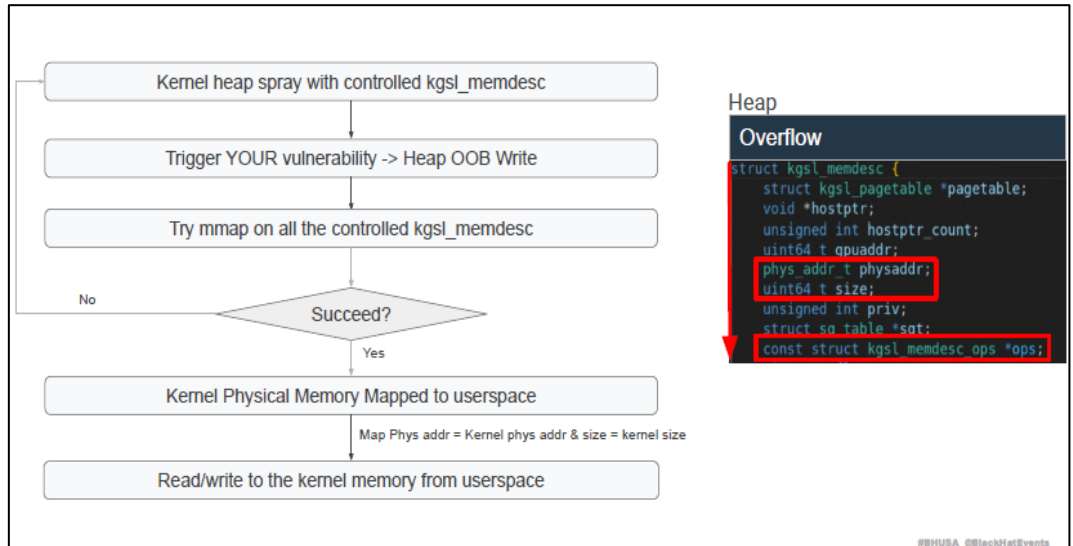 Kernel heap spray with controlled kgsl_memdesc
Trigger YOUR vulnerability -> Heap OOB Write
Try mmap on all the controlled kgsl_memdesc
No
Succeed?
Yes
Kernel Physical Memory Mapped to userspace
Map Phys addr = Kernel phys addr & size = kernel size
Read/write to the kernel memory from userspace
Heap
Overflow
struct kgsl_memdesc {
struct kgsl_pagetable *pagetable;
void *hostptr;
unsigned int hostptr_count;
uint64_t gpuaddr;
phys_addr_t physaddr;
uint64_t size;
unsigned int priv;
struct sg_table *sgt;
const struct kgsl_memdesc_ops *ops;
#BHUSA @BlackHatEvents